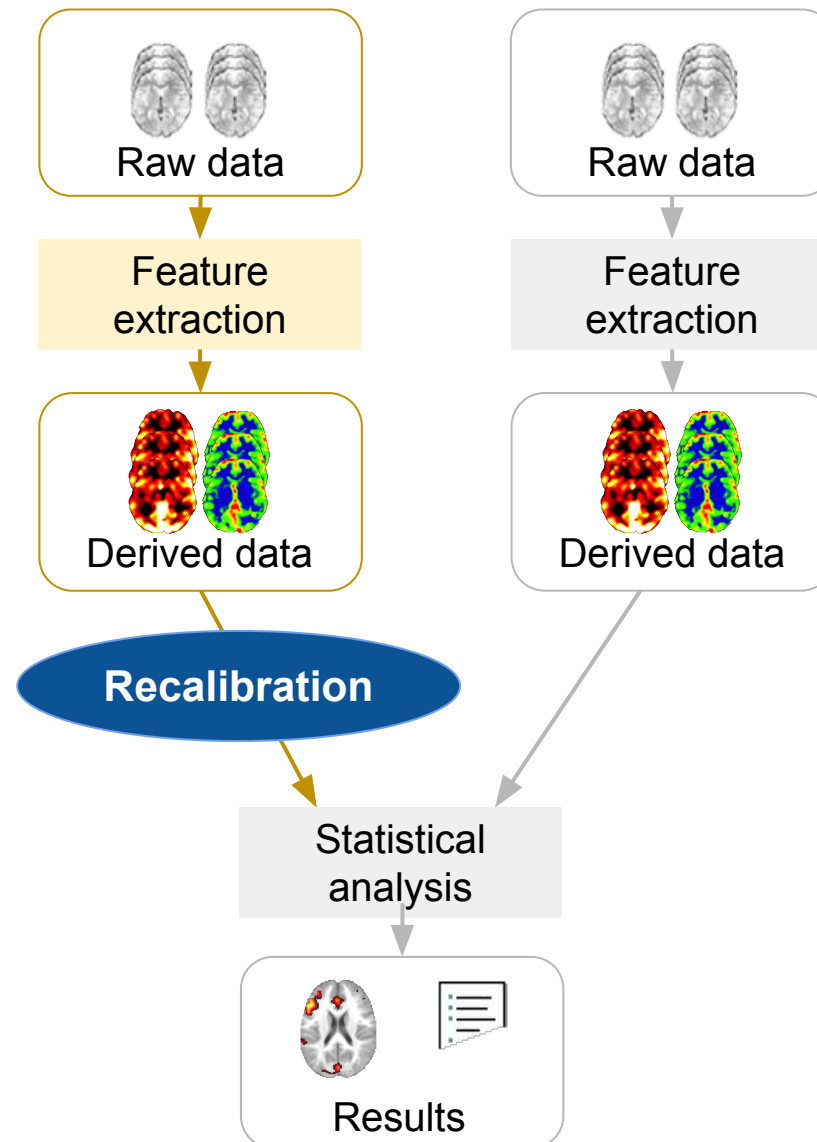 Raw data
Raw data
Feature
extraction
Feature
extraction
Derived data
Derived data
Recalibration
Statistical
analysis
Results